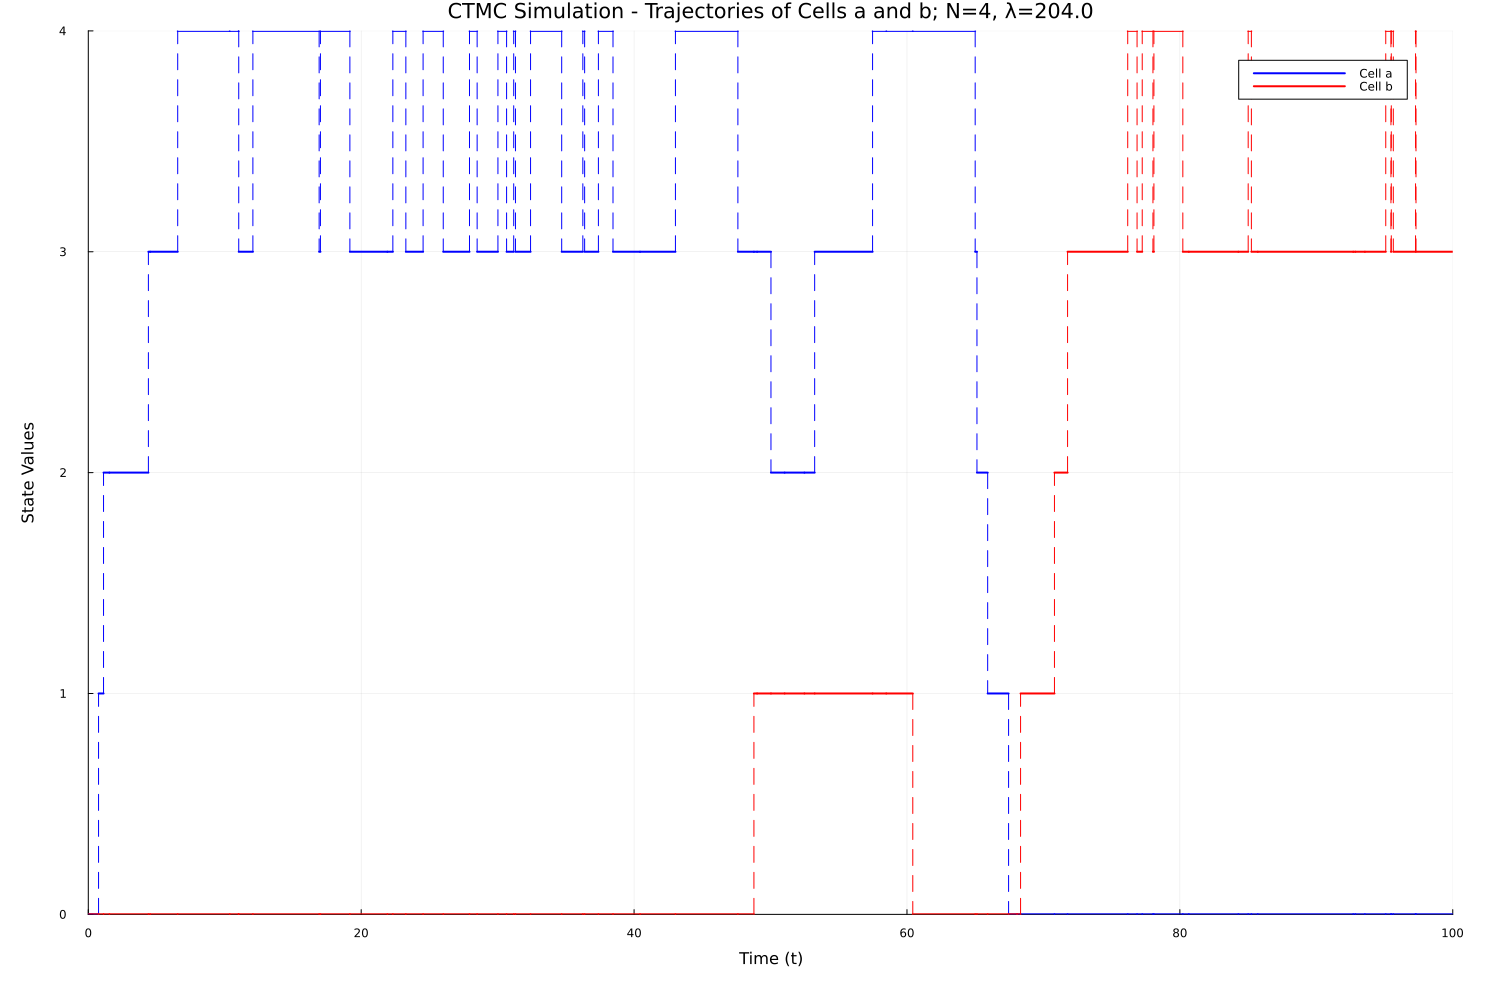 CTMC Simulation - Trajectories of Cells a and b; N=4, λ=204.0
4
Cell a
Cell b
3
State Values
2
1
0
0 20 40 60 80 100
Time (t)